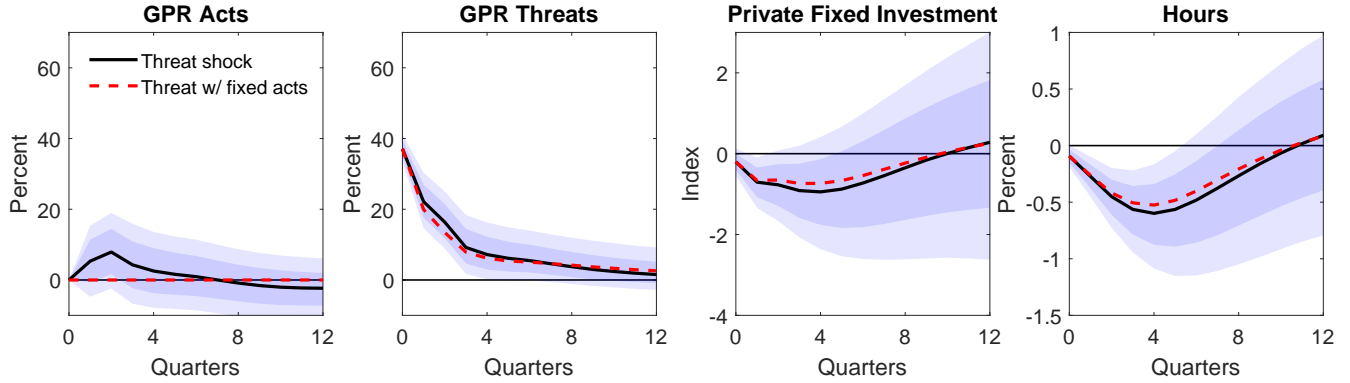 GPR Acts
Percent
60
40
20
0
Threat shock
Threat w/ fixed acts
0 4 8 12
Quarters
GPR Threats
Percent
60
40
20
0
0 4 8 12
Quarters
Private Fixed Investment
Index
2
0
-2
-4
0 4 8 12
Quarters
Hours
Percent
1
0.5
0
-0.5
-1
-1.5
0 4 8 12
Quarters